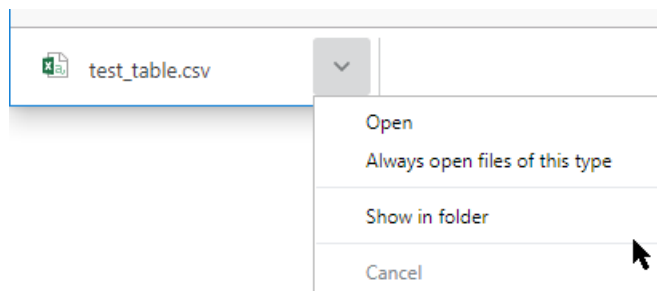 test_table.csv
Open
Always open files of this type
Show in folder
Cancel